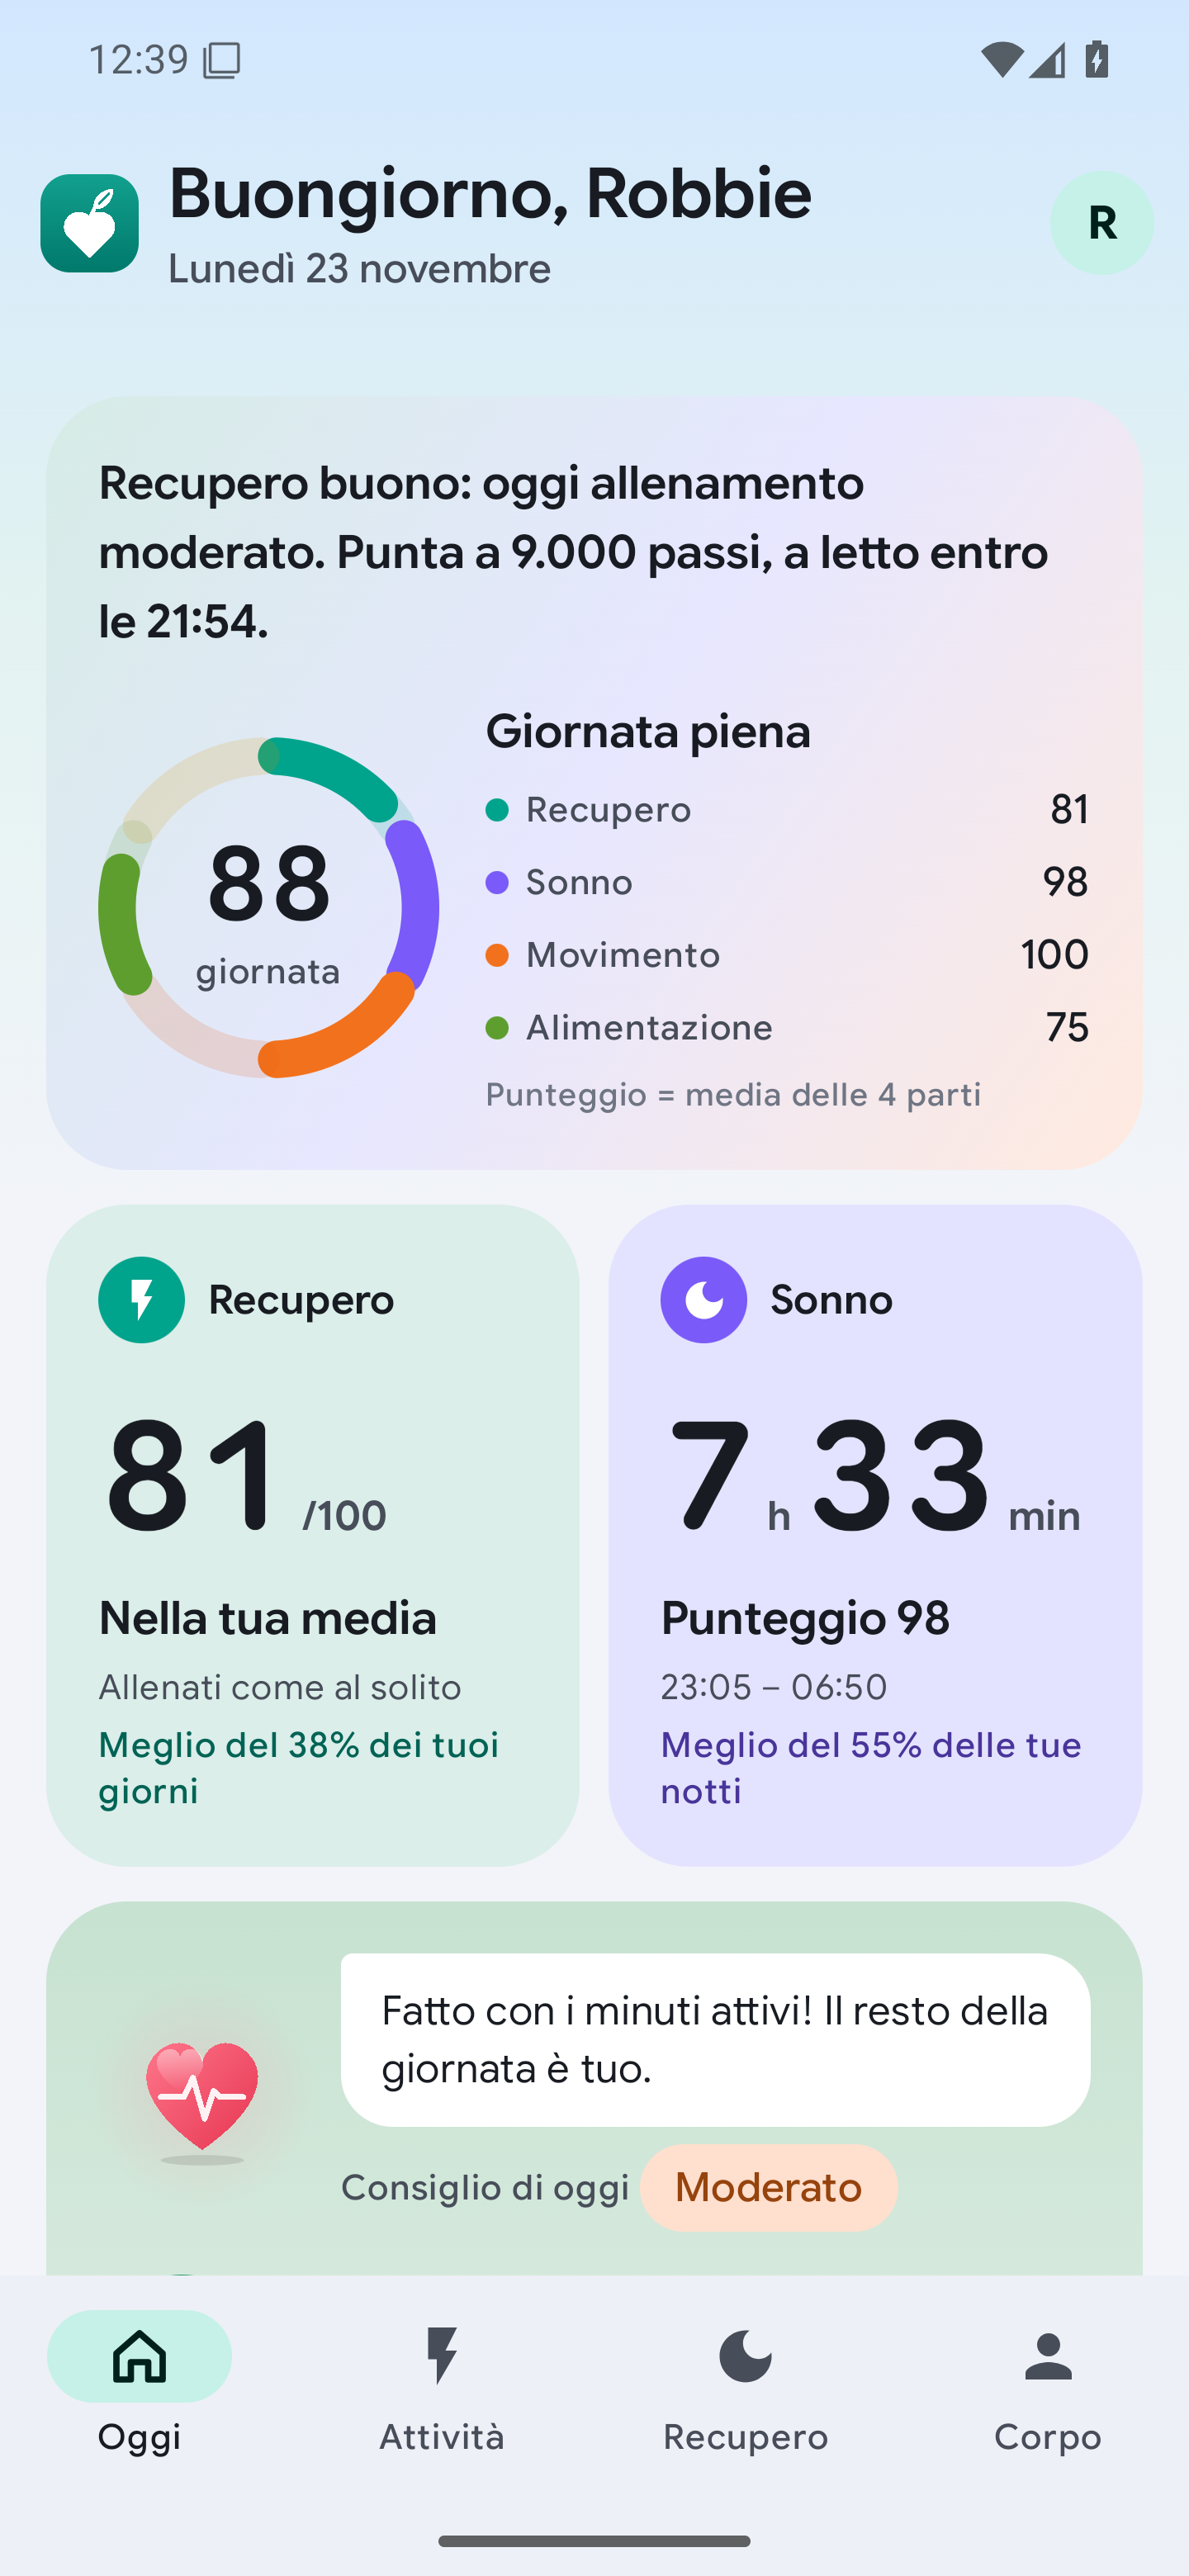 12:39
Buongiorno, Robbie
Lunedì 23 novembre
R
Recupero buono: oggi allenamento
moderato. Punta a 9.000 passi, a letto entro
le 21:54.
88
giornata
Giornata piena
Recupero 81
Sonno 98
Movimento 100
Alimentazione 75
Punteggio = media delle 4 parti
Recupero
81 /100
Nella tua media
Allenati come al solito
Meglio del 38% dei tuoi
giorni
Sonno
7 h 33 min
Punteggio 98
23:05 – 06:50
Meglio del 55% delle tue
notti
Fatto con i minuti attivi! Il resto della
giornata è tuo.
Consiglio di oggi Moderato
Oggi
Attività
Recupero
Corpo